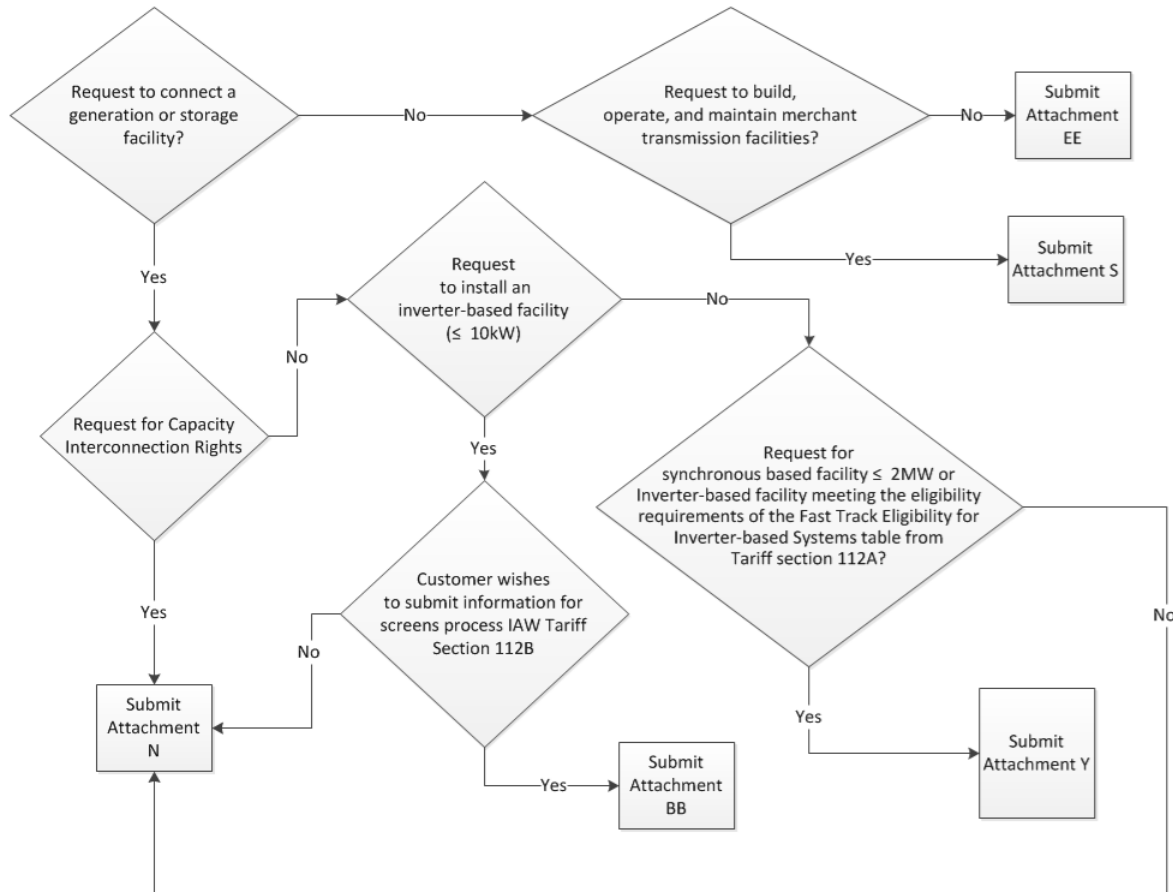 Request to connect a
generation or storage
facility?
No
Request to build,
operate, and maintain merchant
transmission facilities?
No
Submit
Attachment
EE
Yes
Submit
Attachment S
Yes
Request
to install an
inverter-based facility
(≤ 10kW)
No
No
Request for Capacity
Interconnection Rights
Yes
Request for
synchronous based facility ≤ 2MW or
Inverter-based facility meeting the eligibility
requirements of the Fast Track Eligibility for
Inverter-based Systems table from
Tariff section 112A?
Customer wishes
to submit information for
screens process IAW Tariff
Section 112B
Yes
No
No
Submit
Attachment
N
Yes
Submit
Attachment Y
Yes
Submit
Attachment
BB